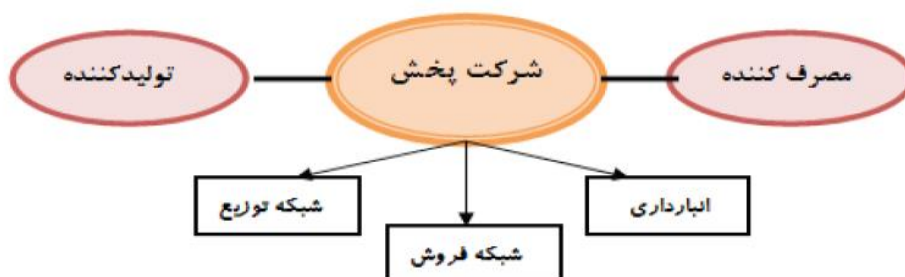 مصرف کننده
شرکت پخش
تولیدکننده
انبارداری
شبکه فروش
شبکه توزیع